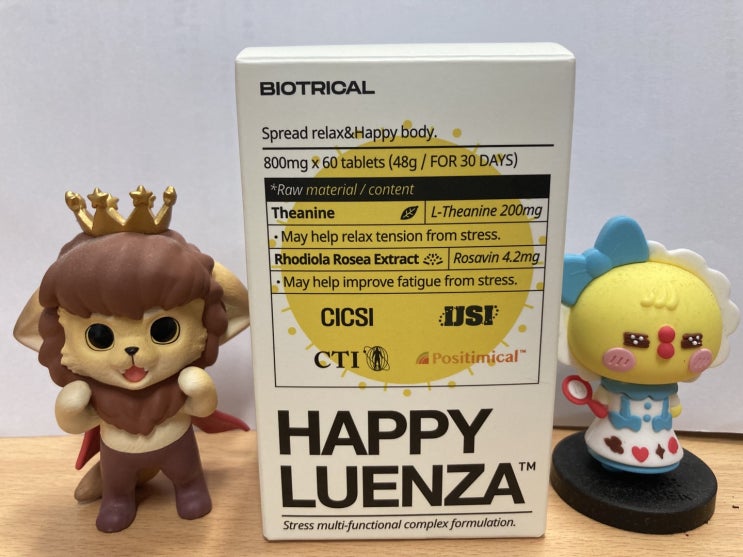 BIOTRICAL
Spread relax&Happy body.
800mg x 60 tablets (48g / FOR 30 DAYS)
*Raw material / content
Theanine L-Theanine 200mg
· May help relax tension from stress.
Rhodiola Rosea Extract Rosavin 4.2mg
· May help improve fatigue from stress.
CICSI IJSI
CTI Positimical™
HAPPY
LUENZA™
Stress multi-functional complex formulation.